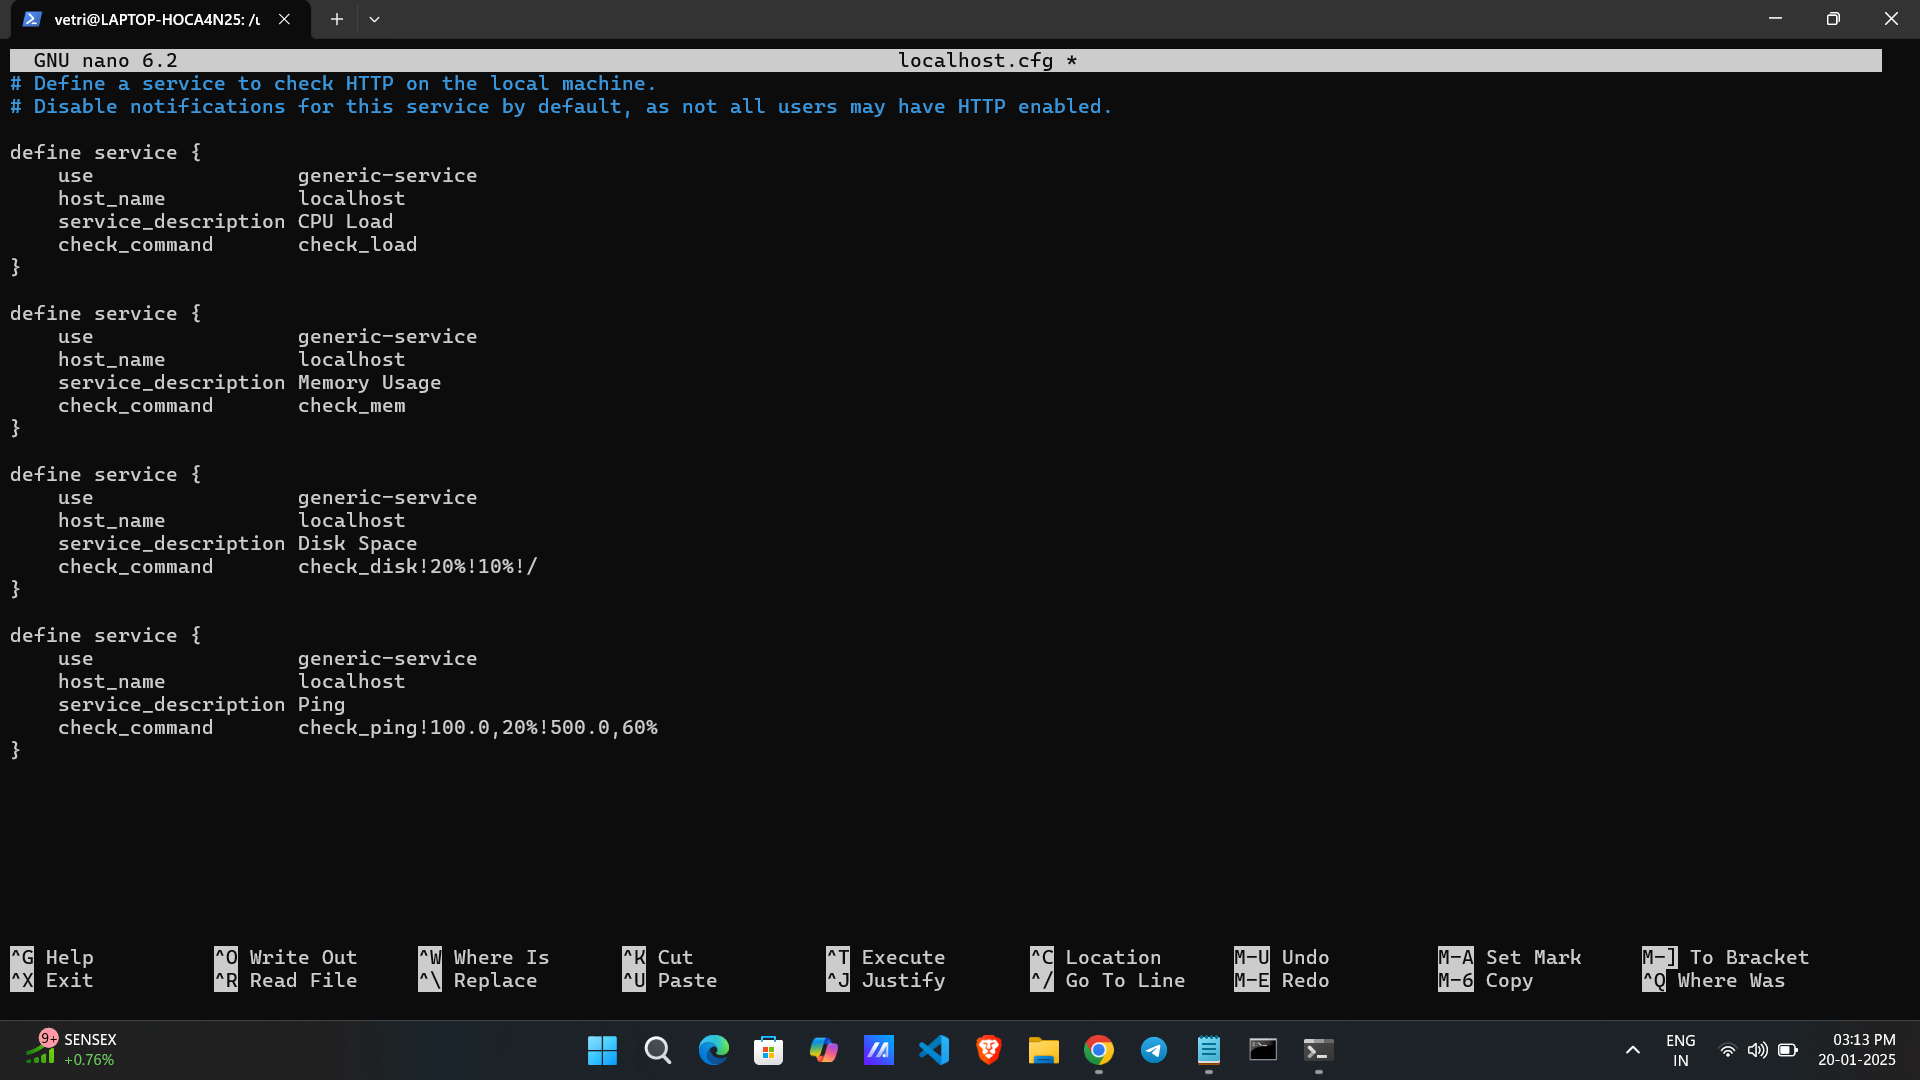 vetri@LAPTOP-HOCA4N25: /u
GNU nano 6.2 localhost.cfg *
# Define a service to check HTTP on the local machine.
# Disable notifications for this service by default, as not all users may have HTTP enabled.
define service {
use generic-service
host_name localhost
service_description CPU Load
check_command check_load
}
define service {
use generic-service
host_name localhost
service_description Memory Usage
check_command check_mem
}
define service {
use generic-service
host_name localhost
service_description Disk Space
check_command check_disk!20%!10%!/
}
define service {
use generic-service
host_name localhost
service_description Ping
check_command check_ping!100.0,20%!500.0,60%
}
^G Help ^O Write Out ^W Where Is ^K Cut ^T Execute ^C Location M-U Undo M-A Set Mark M-] To Bracket
^X Exit ^R Read File ^\ Replace ^U Paste ^J Justify ^/ Go To Line M-E Redo M-6 Copy ^Q Where Was
9+ SENSEX
+0.76%
ENG
IN
03:13 PM
20-01-2025